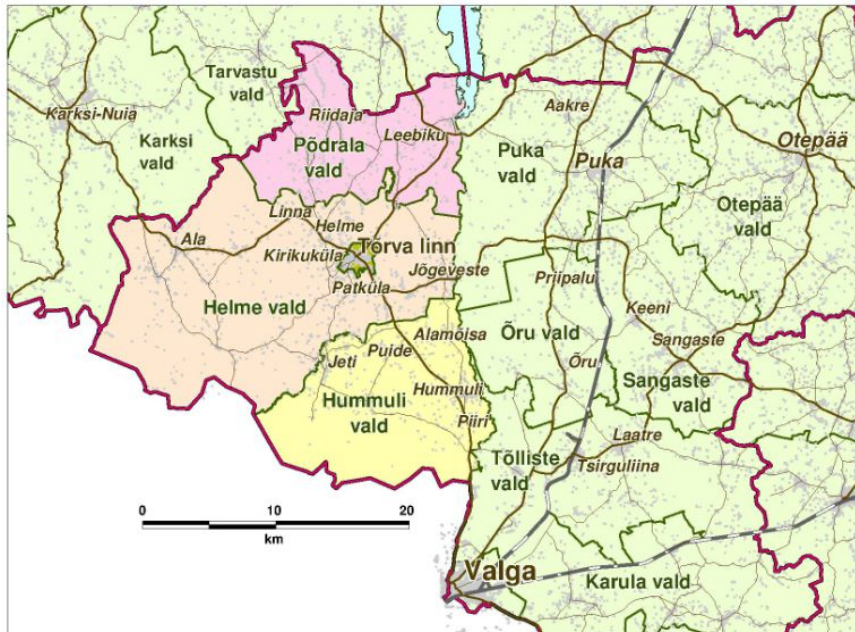 Tarvastu
vald
Karksi-Nuia
Karksi
vald
Riidaja
Leebiku
Põdrala
vald
Aakre
Puka
vald
Puka
Otepää
Otepää
vald
Linna
Helme
Ala
Kirikuküla
Tõrva linn
Jõgeveste
Patküla
Helme vald
Priipalu
Keeni
Alamõisa
Puide
Jeti
Õru vald
Õru
Sangaste
Sangaste
vald
Hummuli
Hummuli
vald
Piiri
Laatre
Tõlliste
vald
Tsirguliina
0
10
20
km
Valga
Karula vald